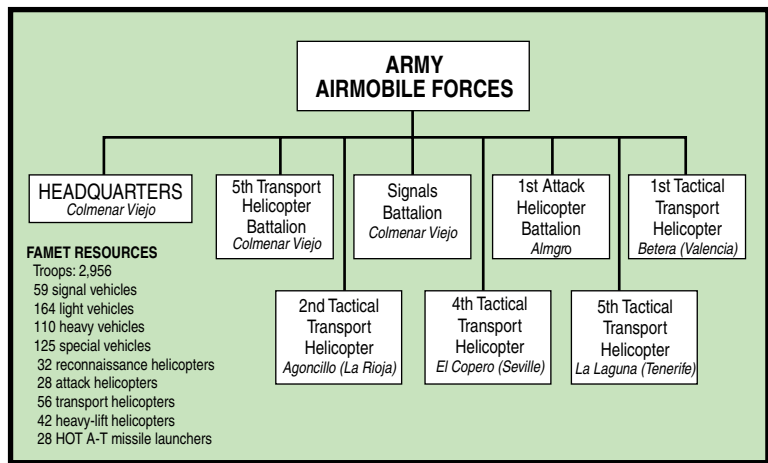 ARMY
AIRMOBILE FORCES
HEADQUARTERS
Colmenar Viejo
5th Transport
Helicopter
Battalion
Colmenar Viejo
Signals
Battalion
Colmenar Viejo
1st Attack
Helicopter
Battalion
Almgro
1st Tactical
Transport
Helicopter
Betera (Valencia)
2nd Tactical
Transport
Helicopter
Agoncillo (La Rioja)
4th Tactical
Transport
Helicopter
El Copero (Seville)
5th Tactical
Transport
Helicopter
La Laguna (Tenerife)
FAMET RESOURCES
Troops: 2,956
59 signal vehicles
164 light vehicles
110 heavy vehicles
125 special vehicles
32 reconnaissance helicopters
28 attack helicopters
56 transport helicopters
42 heavy-lift helicopters
28 HOT A-T missile launchers